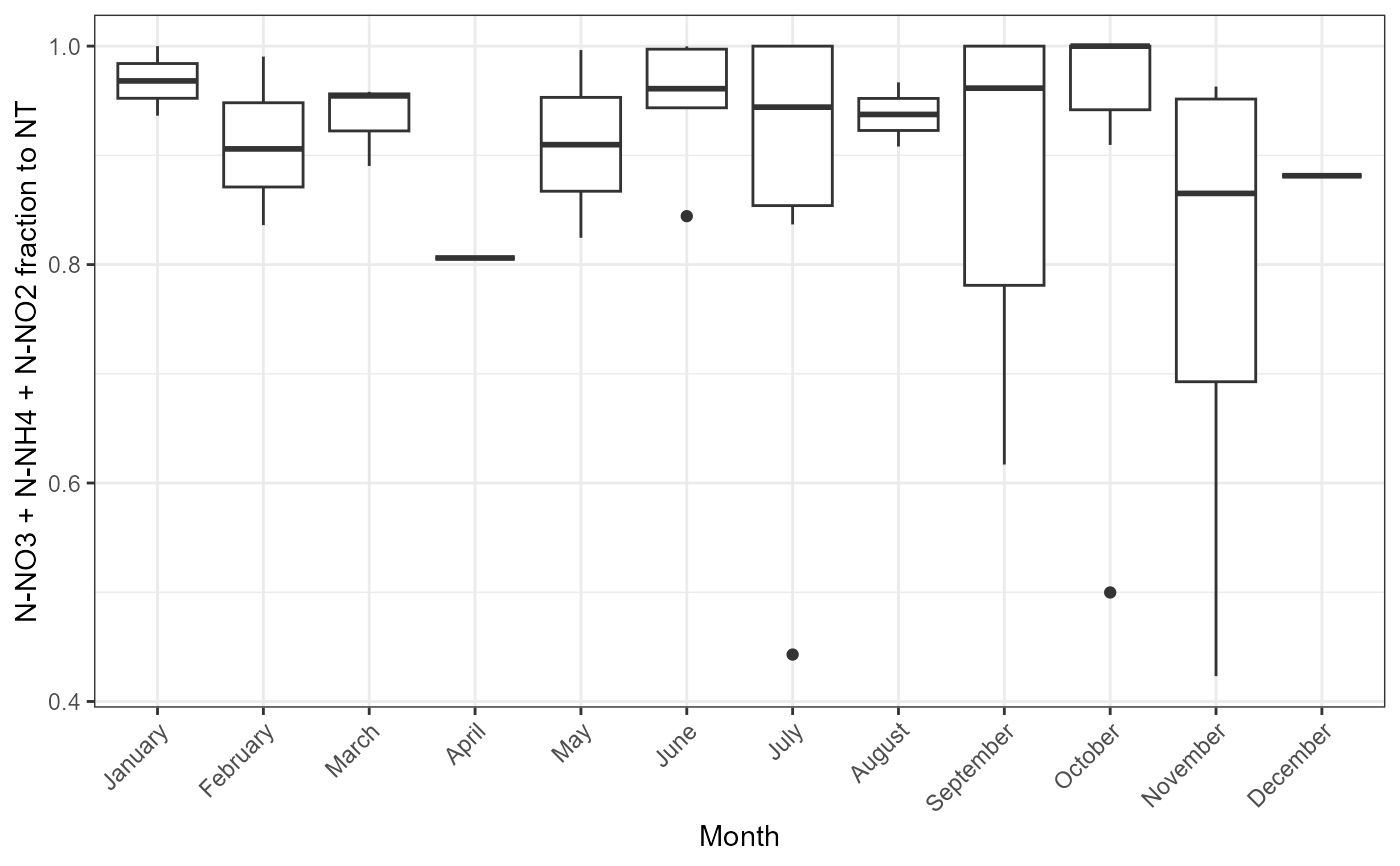 N-NO3 + N-NH4 + N-NO2 fraction to NT
1.0
0.8
0.6
0.4
January
February
March
April
May
June
July
August
September
October
November
December
Month